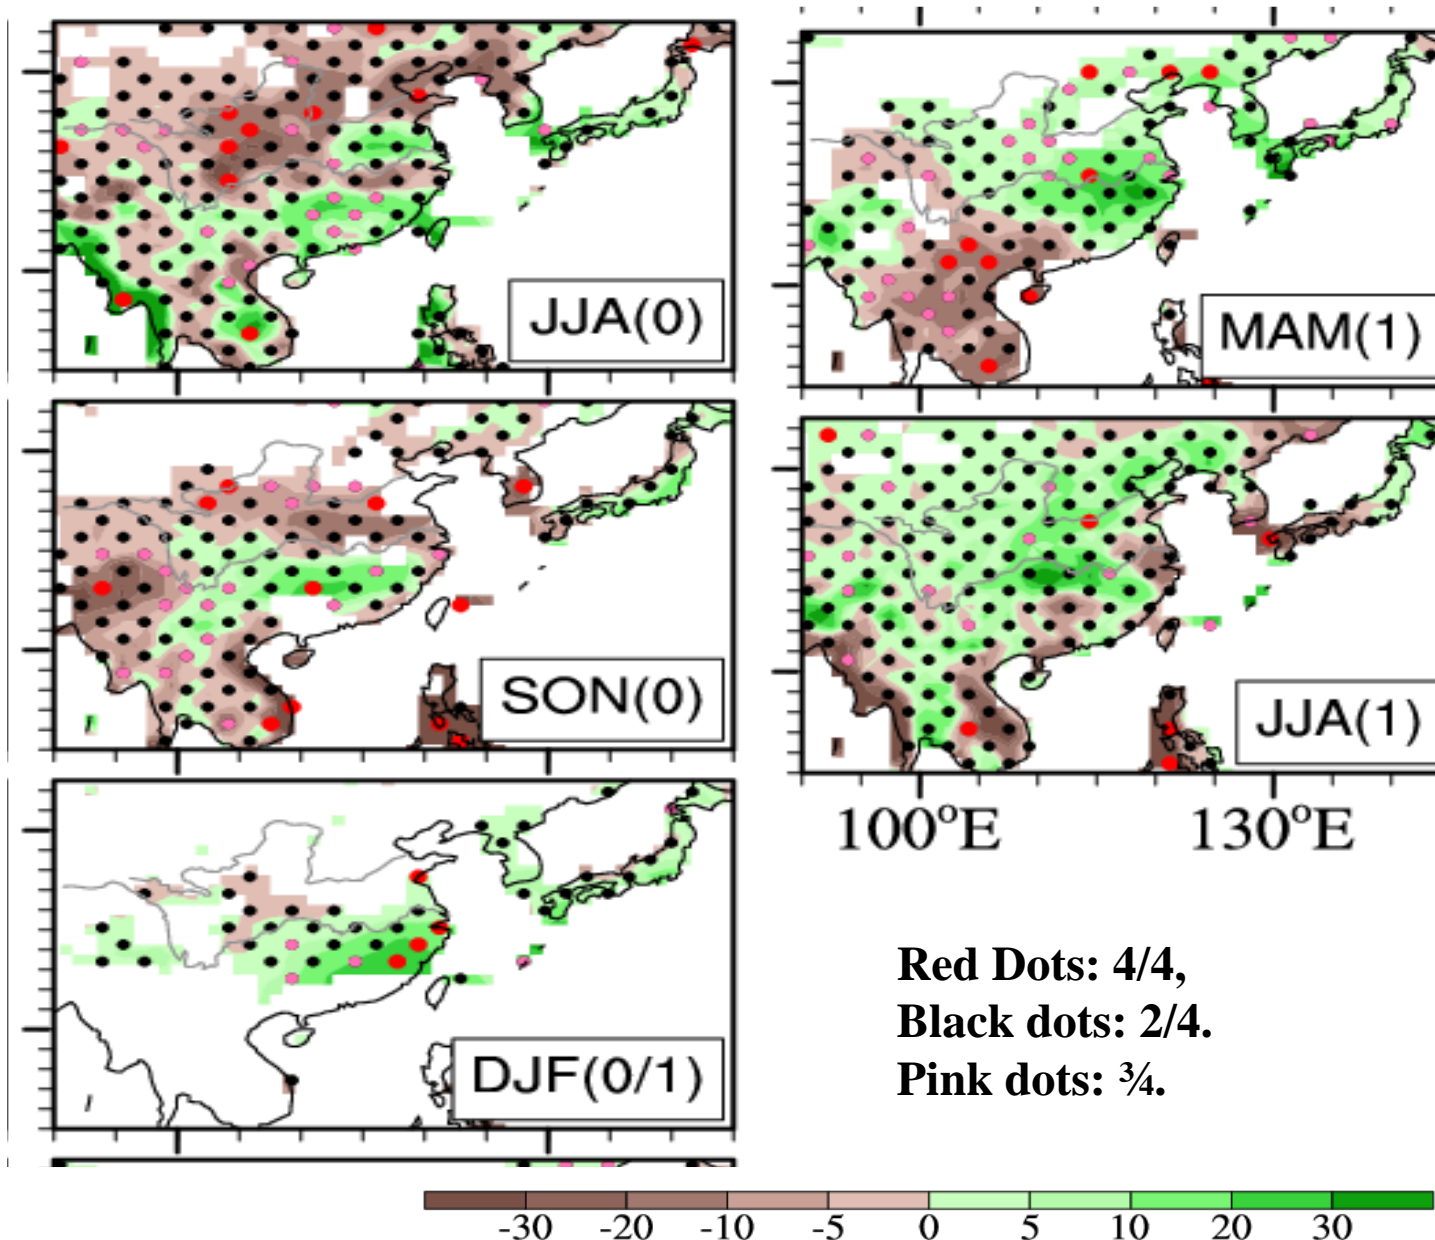 JJA(0)
MAM(1)
SON(0)
JJA(1)
100°E 130°E
DJF(0/1)
Red Dots: 4/4,
Black dots: 2/4.
Pink dots: ¾.
-30 -20 -10 -5 0 5 10 20 30